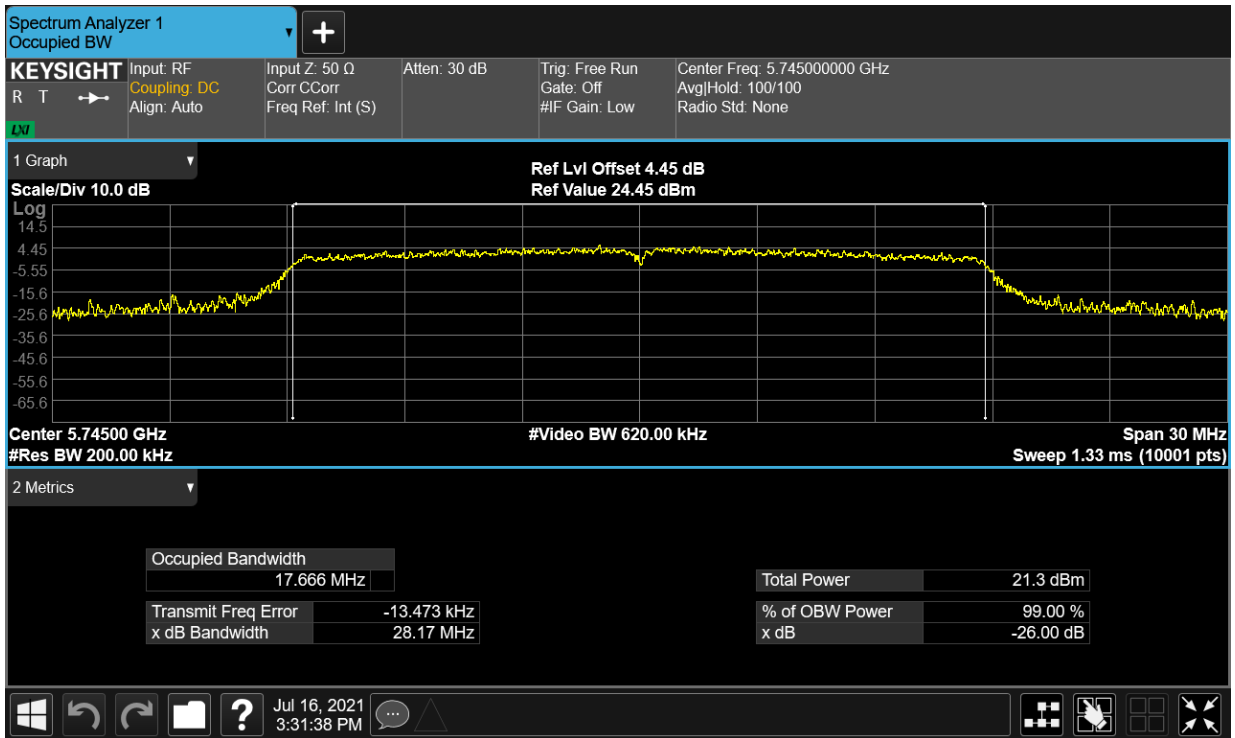 Spectrum Analyzer 1
Occupied BW
KEYSIGHT
R T
LXI
Input: RF
Coupling: DC
Align: Auto
Input Z: 50 Ω
Corr CCorr
Freq Ref: Int (S)
Atten: 30 dB
Trig: Free Run
Gate: Off
#IF Gain: Low
Center Freq: 5.745000000 GHz
Avg|Hold: 100/100
Radio Std: None
1 Graph
Scale/Div 10.0 dB
Ref Lvl Offset 4.45 dB
Ref Value 24.45 dBm
Log
14.5
4.45
-5.55
-15.6
-25.6
-35.6
-45.6
-55.6
-65.6
Center 5.74500 GHz
#Video BW 620.00 kHz
Span 30 MHz
#Res BW 200.00 kHz
Sweep 1.33 ms (10001 pts)
2 Metrics
Occupied Bandwidth
17.666 MHz
Total Power 21.3 dBm
Transmit Freq Error -13.473 kHz
% of OBW Power 99.00 %
x dB Bandwidth 28.17 MHz
x dB -26.00 dB
?
Jul 16, 2021
3:31:38 PM